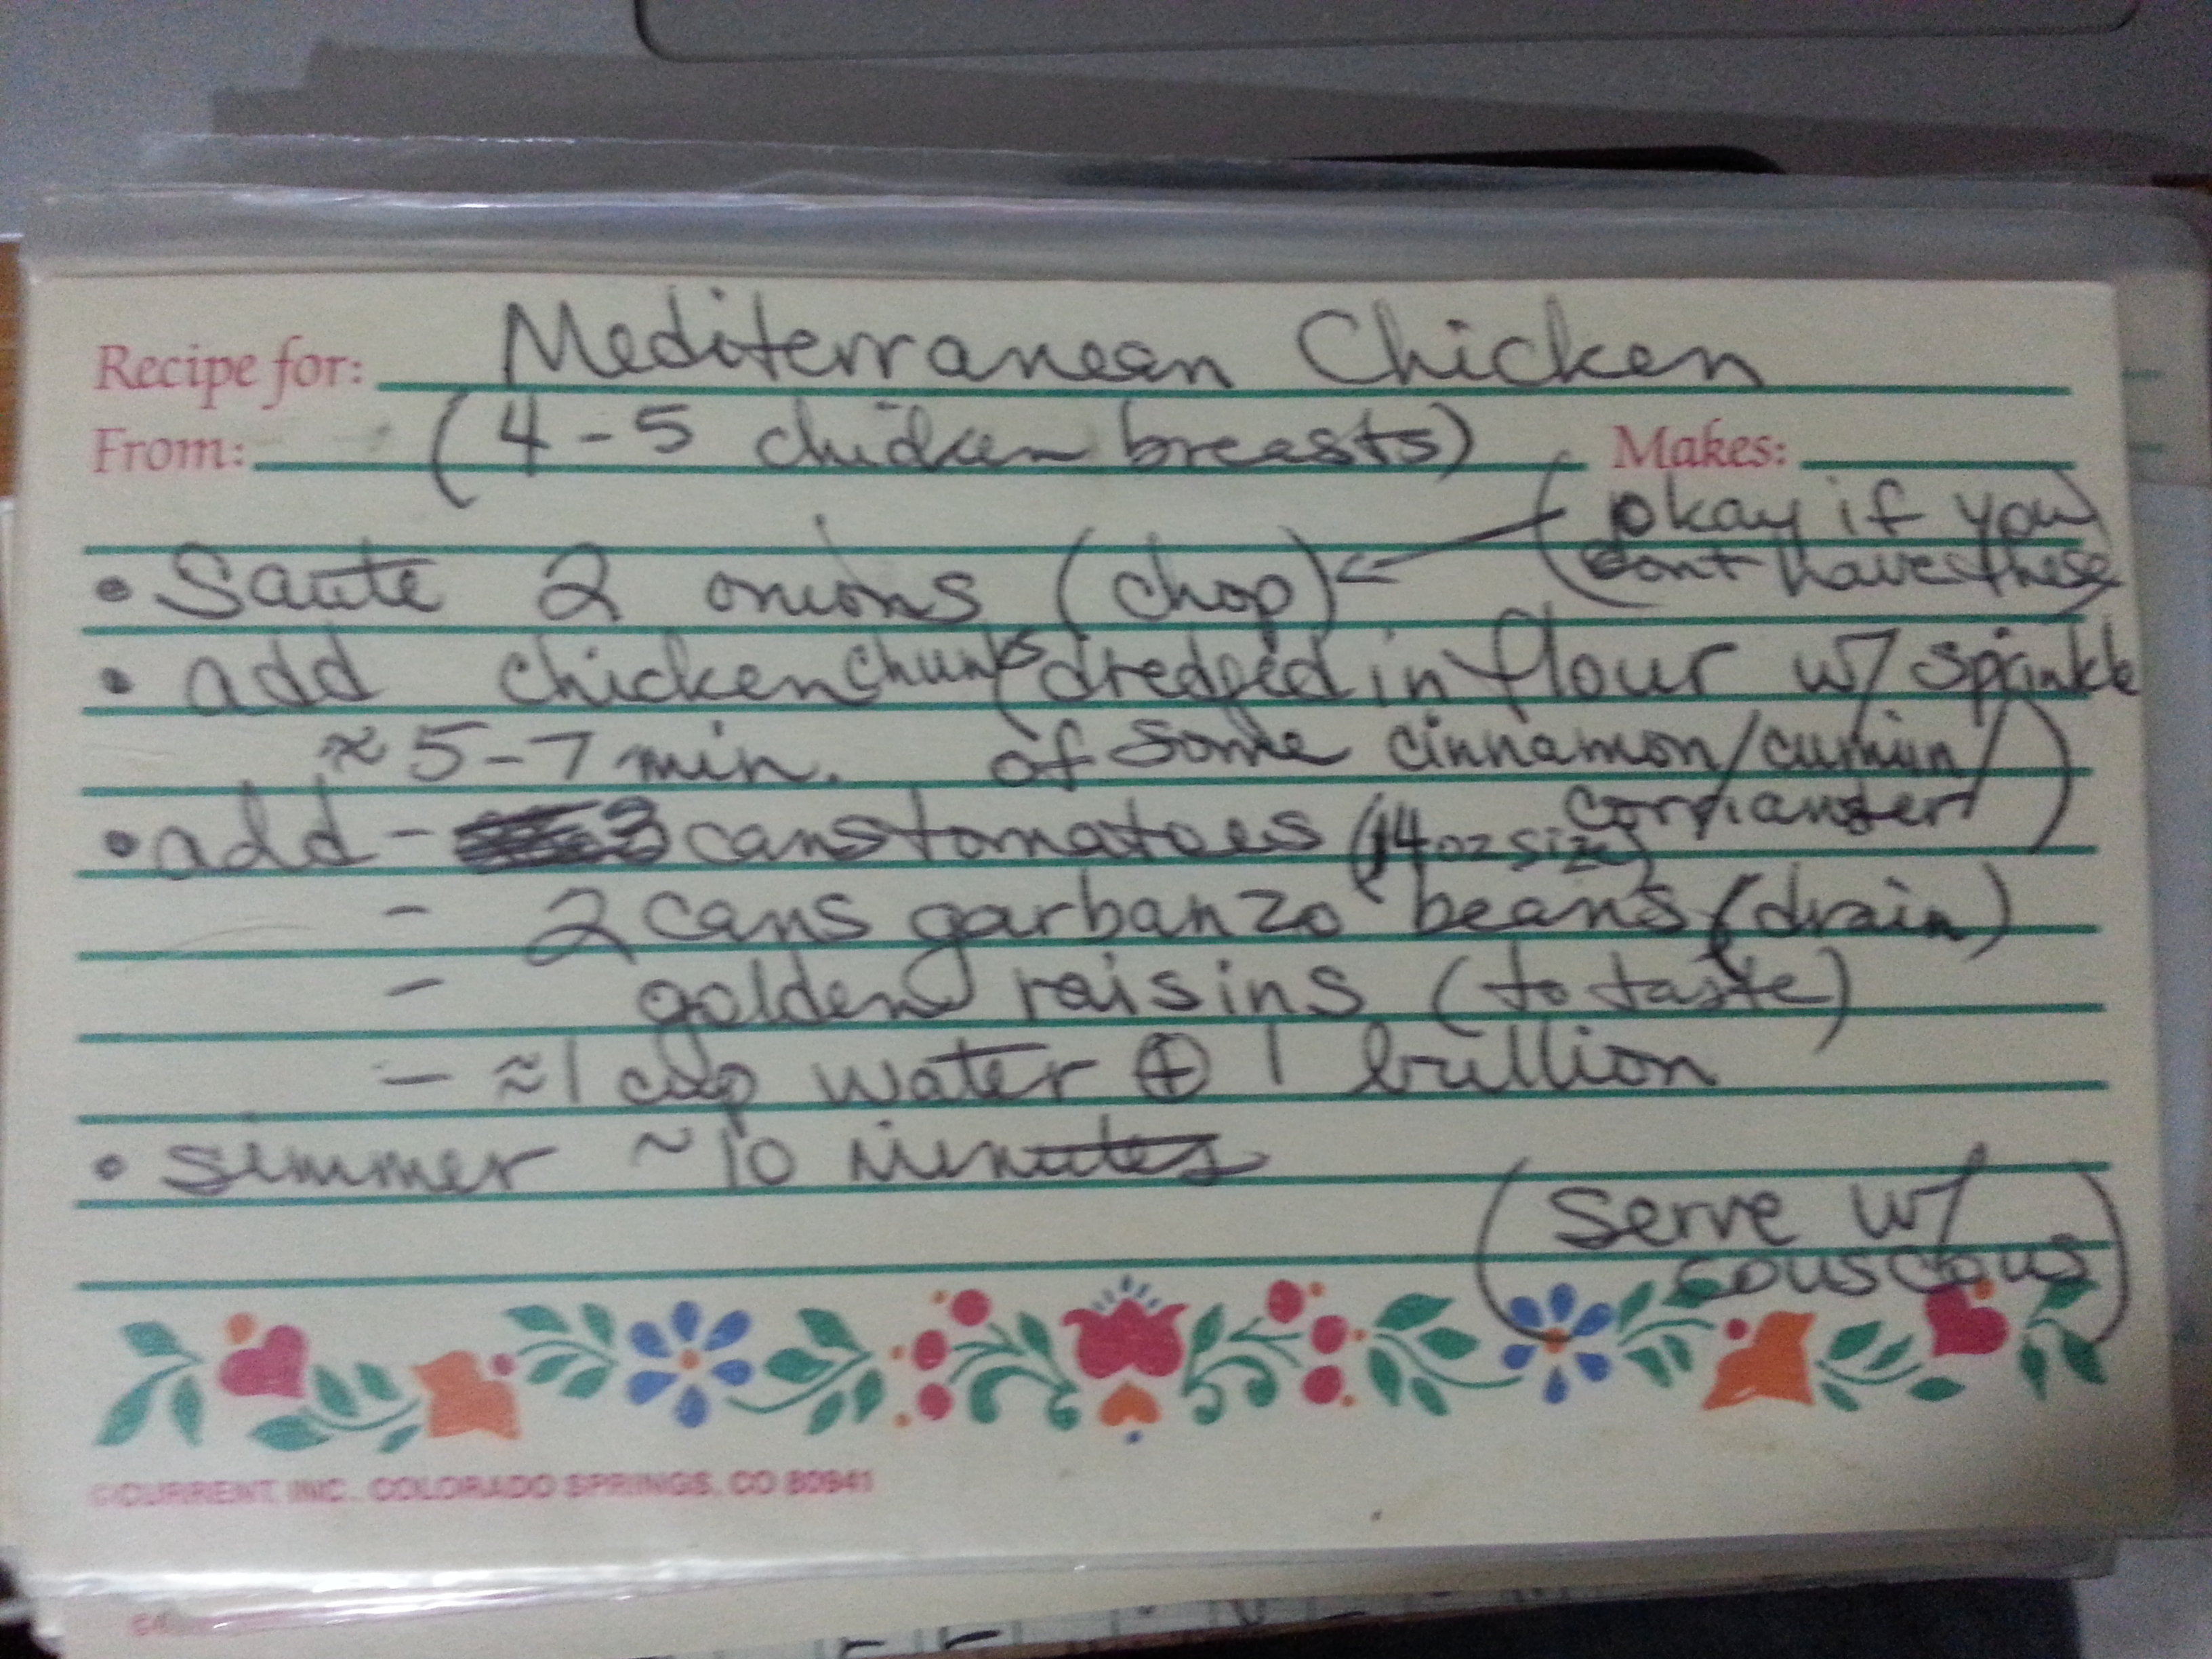 Recipe for: Mediterranean Chicken
From: (4-5 chicken breasts) Makes:
(okay if you
don't have these)
• Saute 2 onions (chop) ←
• add chicken chunks (dredged in flour w/ sprinkle
≈ 5-7 min. of some cinnamon/cumin/
corriander)
• add - 3 cans tomatoes (14 oz size)
- 2 cans garbanzo beans (drain)
- golden raisins (to taste)
- ≈ 1 cup water ⊕ 1 brillion
• simmer ~ 10 minutes
(serve w/
couscous)
©CURRENT, INC., COLORADO SPRINGS, CO 80941